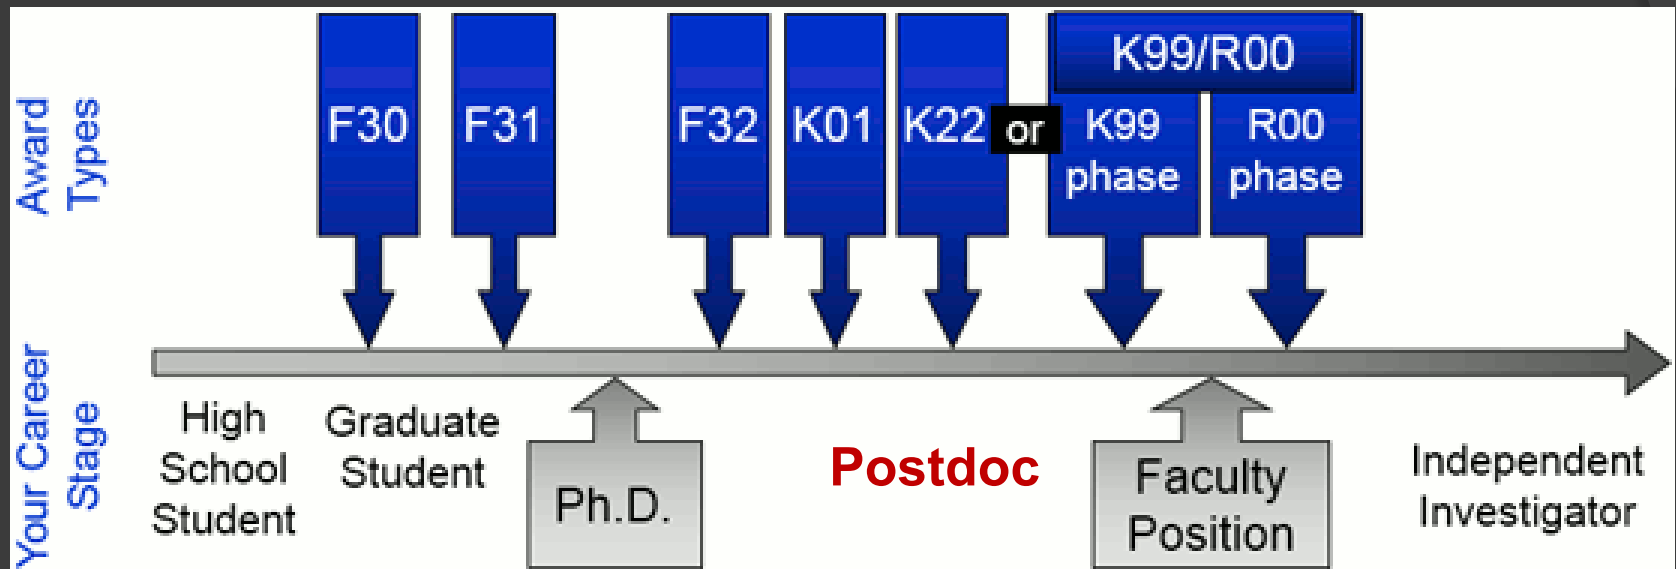 Award
Types
F30
F31
F32
K01
K22
or
K99/R00
K99
phase
R00
phase
Your Career
Stage
High
School
Student
Graduate
Student
Ph.D.
Postdoc
Faculty
Position
Independent
Investigator